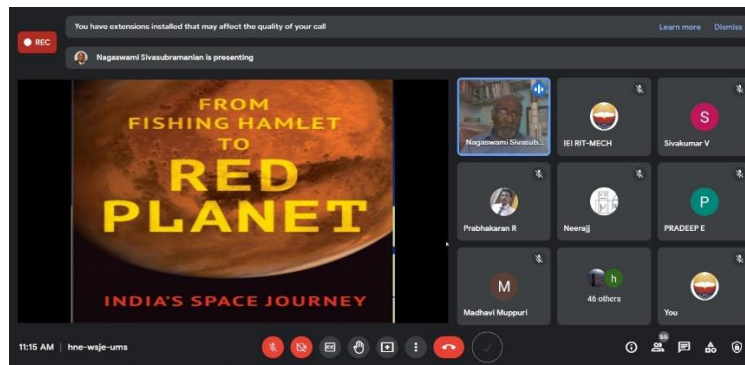 You have extensions installed that may affect the quality of your call
Learn more Dismiss
REC
Nagaswami Sivasubramanian is presenting
FROM
FISHING HAMLET
TO
RED
PLANET
INDIA'S SPACE JOURNEY
Nagaswami Sivasub...
IEI RIT-MECH
S
Sivakumar V
Prabhakaran R
Neerajj
P
PRADEEP E
M
Madhavi Muppuri
h
46 others
You
11:15 AM | hne-wsje-ums
55